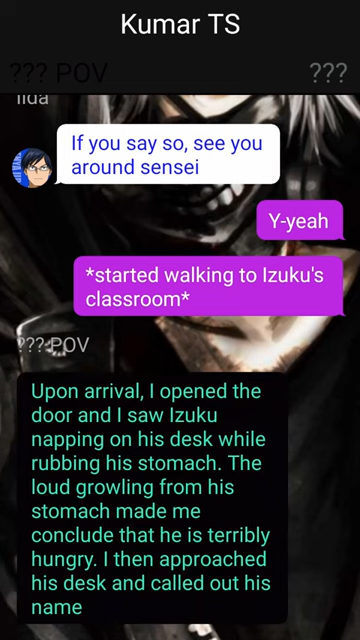 Kumar TS
??? POV
???
Iida
If you say so, see you
around sensei
Y-yeah
*started walking to Izuku's
classroom*
???·POV
Upon arrival, I opened the
door and I saw Izuku
napping on his desk while
rubbing his stomach. The
loud growling from his
stomach made me
conclude that he is terribly
hungry. I then approached
his desk and called out his
name